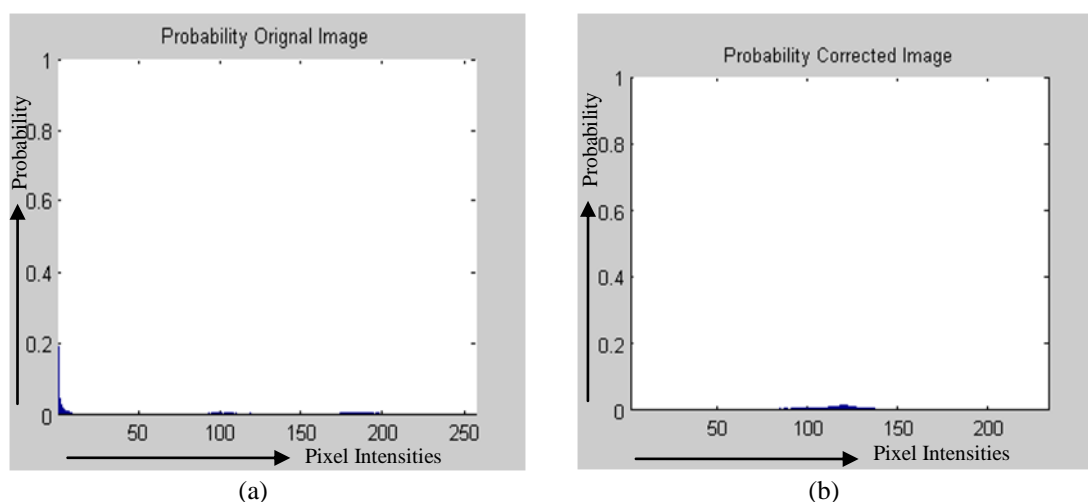 Probability Orignal Image
1
0.8
0.6
0.4
0.2
0
50
100
150
200
250
Probability
Pixel Intensities
(a)
Probability Corrected Image
1
0.8
0.6
0.4
0.2
0
50
100
150
200
Probability
Pixel Intensities
(b)